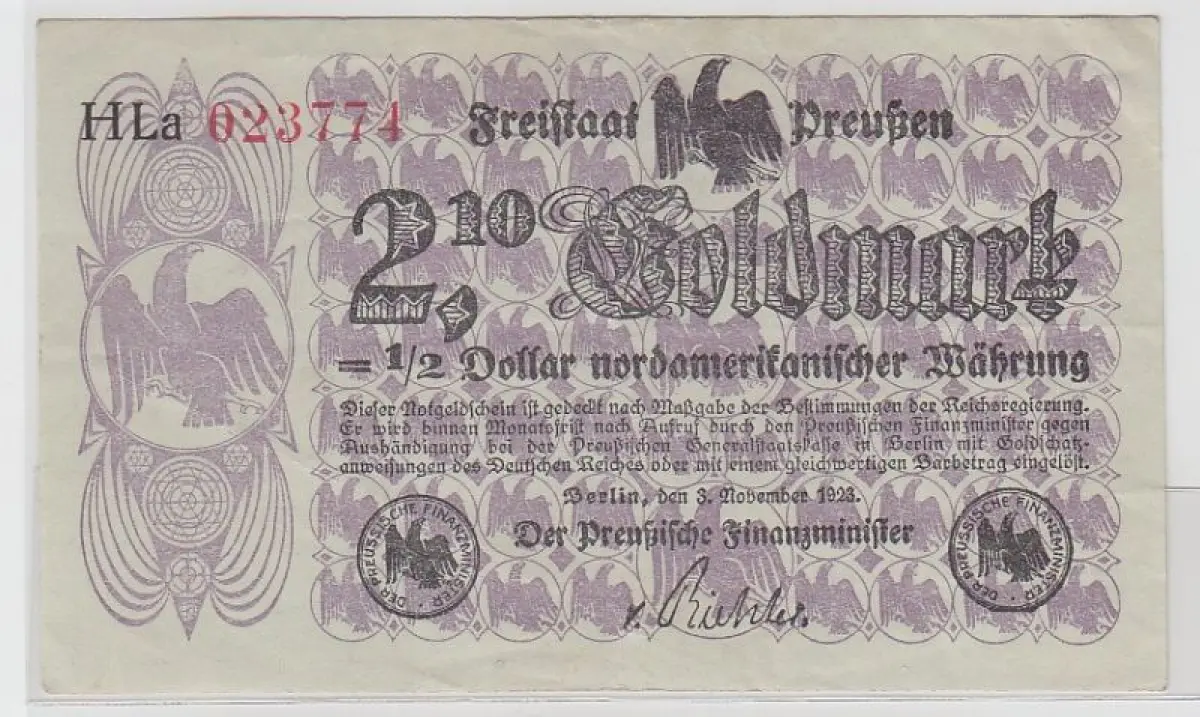 HLa 023774 Freistaat Preußen
2,10 Goldmark
= 1/2 Dollar nordamerikanischer Währung
Dieser Notgeldschein ist gedeckt nach Maßgabe der Bestimmungen der Reichsregierung.
Er wird binnen Monatsfrist nach Aufruf durch den Preußischen Finanzminister gegen
Aushändigung bei der Preußischen Generalstaatskasse in Berlin mit Goldschatz-
anweisungen des Deutschen Reiches oder mit einem gleichwertigen Barbetrag eingelöst.
Berlin, den 3. November 1923.
Der Preußische Finanzminister
DER PREUSSISCHE FINANZMINISTER
DER PREUSSISCHE FINANZMINISTER
v.